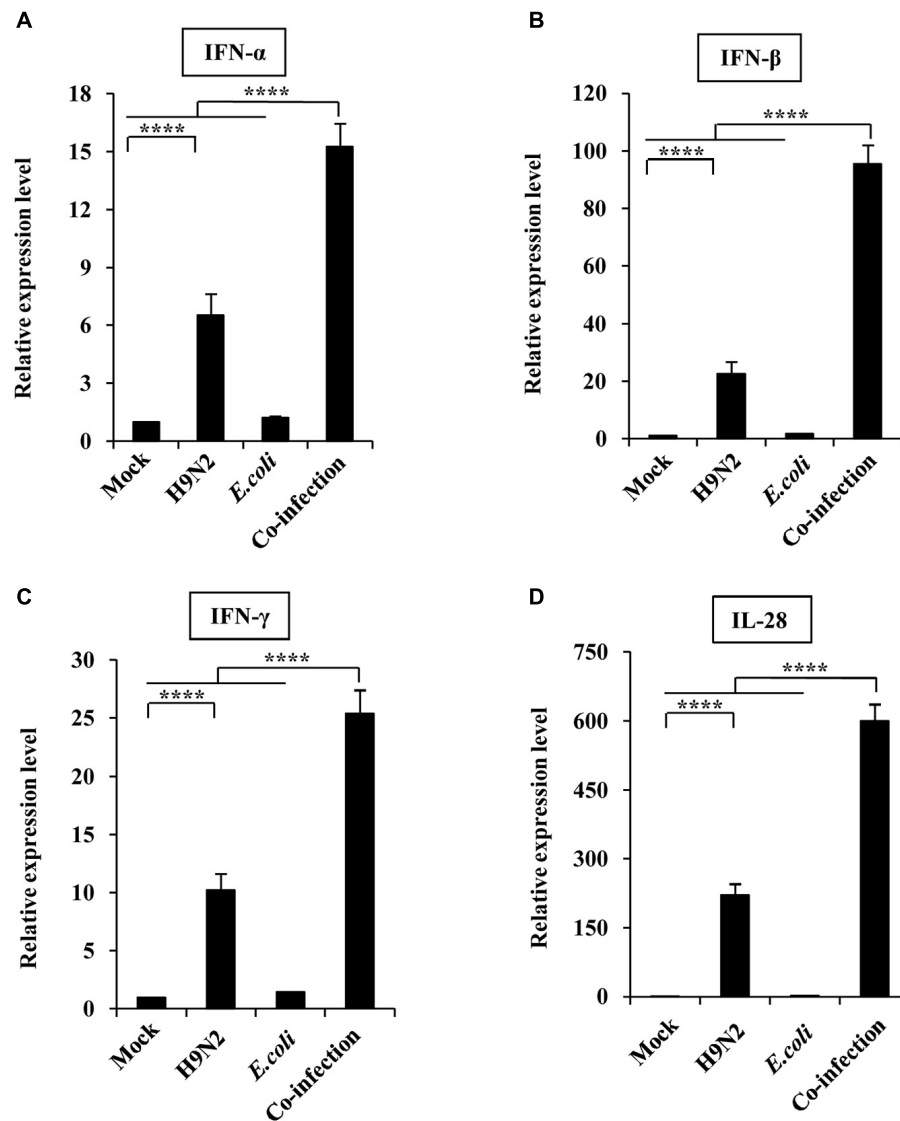 A
IFN-α
Relative expression level
18
15
12
9
6
3
0
****
****
Mock
H9N2
E.coli
Co-infection
B
IFN-β
Relative expression level
120
100
80
60
40
20
0
****
****
Mock
H9N2
E.coli
Co-infection
C
IFN-γ
Relative expression level
30
25
20
15
10
5
0
****
****
Mock
H9N2
E.coli
Co-infection
D
IL-28
Relative expression level
750
600
450
300
150
0
****
****
Mock
H9N2
E.coli
Co-infection